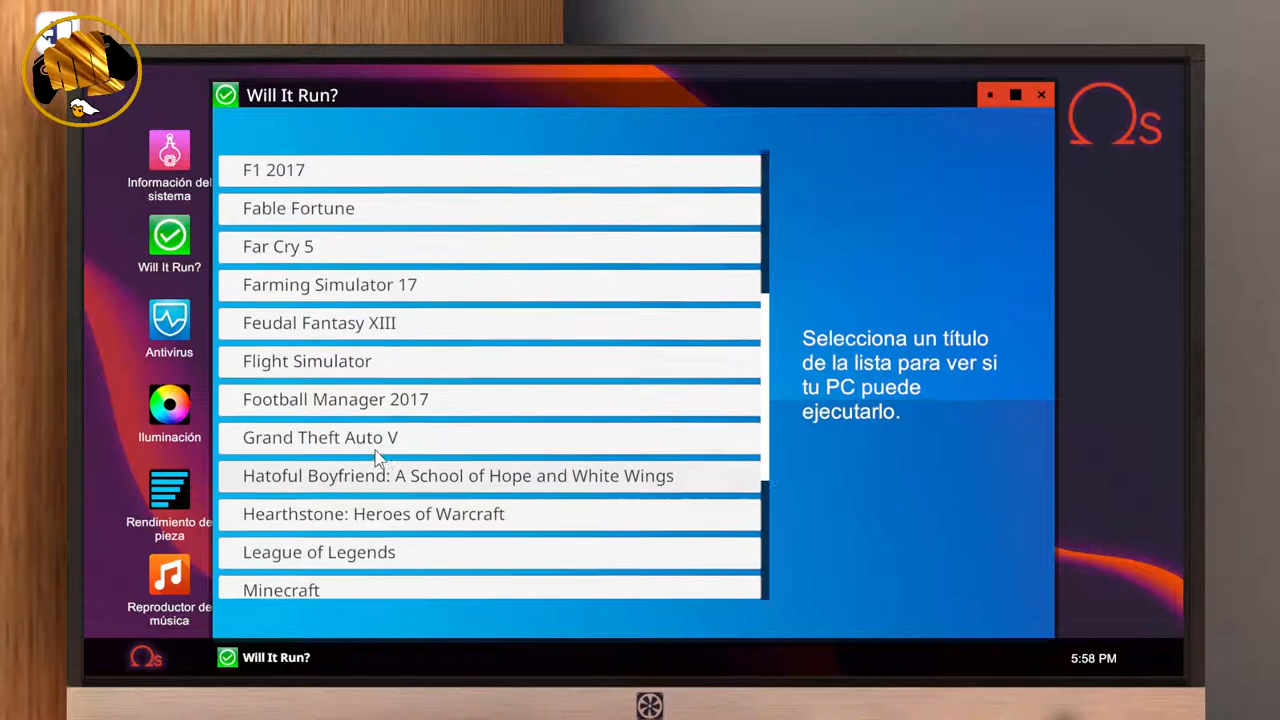 Will It Run?
Ωs
Información del
sistema
Will It Run?
Antivirus
Iluminación
Rendimiento de
pieza
Reproductor de
música
F1 2017
Fable Fortune
Far Cry 5
Farming Simulator 17
Feudal Fantasy XIII
Flight Simulator
Football Manager 2017
Grand Theft Auto V
Hatoful Boyfriend: A School of Hope and White Wings
Hearthstone: Heroes of Warcraft
League of Legends
Minecraft
Selecciona un título
de la lista para ver si
tu PC puede
ejecutarlo.
Ωs
Will It Run?
5:58 PM